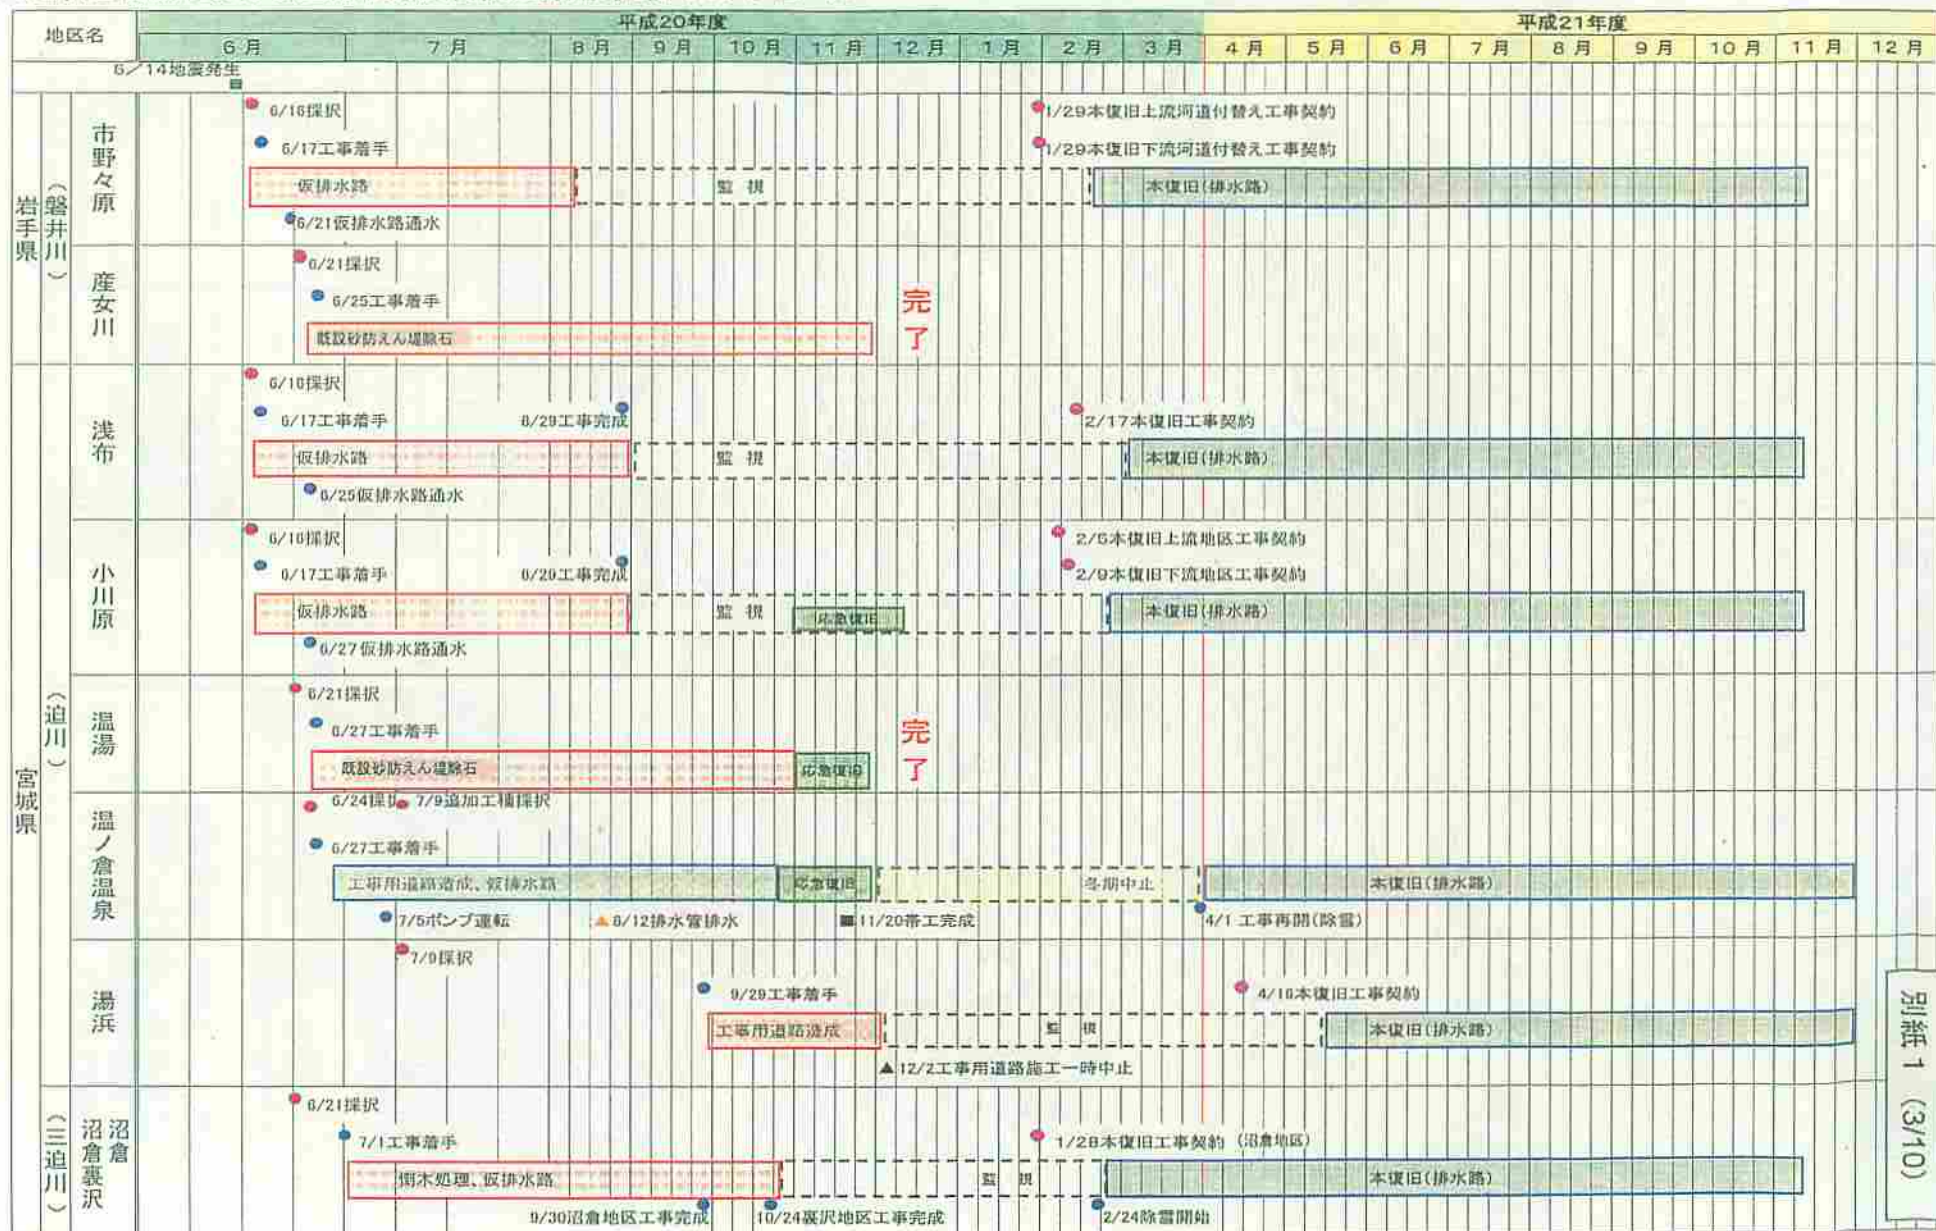 地区名
平成20年度
平成21年度
6月 7月 8月 9月 10月 11月 12月 1月 2月 3月 4月 5月 6月 7月 8月 9月 10月 11月 12月
6/14地震発生
岩手県
(磐井川)
市野々原
6/16採択
6/17工事着手
仮排水路
監視
本復旧(排水路)
6/21仮排水路通水
1/29本復旧上流河道付替え工事契約
1/29本復旧下流河道付替え工事契約
産女川
6/21採択
6/25工事着手
既設砂防えん堤除石
完了
宮城県
(迫川)
浅布
6/16採択
6/17工事着手
8/29工事完成
2/17本復旧工事契約
仮排水路
監視
本復旧(排水路)
6/25仮排水路通水
小川原
6/16採択
6/17工事着手
8/29工事完成
2/6本復旧上流地区工事契約
2/9本復旧下流地区工事契約
仮排水路
監視
応急復旧
本復旧(排水路)
6/27仮排水路通水
温湯
6/21採択
6/27工事着手
既設砂防えん堤除石
応急復旧
完了
温ノ倉温泉
6/24採択
7/9追加工種採択
6/27工事着手
工事用道路造成、仮排水路
応急復旧
冬期中止
本復旧(排水路)
7/5ポンプ運転
8/12排水管排水
11/20帯工完成
4/1 工事再開(除雪)
湯浜
7/9採択
9/29工事着手
4/16本復旧工事契約
工事用道路造成
監視
本復旧(排水路)
12/2工事用道路施工一時中止
(三迫川)
沼倉
沼倉裏沢
6/21採択
7/1工事着手
1/28本復旧工事契約 (沼倉地区)
倒木処理、仮排水路
監視
本復旧(排水路)
9/30沼倉地区工事完成
10/24裏沢地区工事完成
2/24除雪開始
別紙1 (3/10)